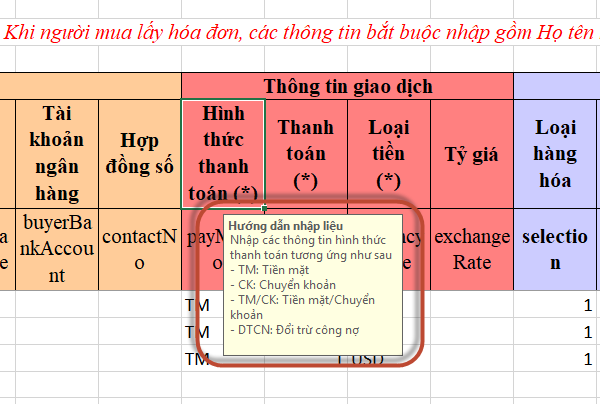 Khi người mua lấy hóa đơn, các thông tin bắt buộc nhập gồm Họ tên
Thông tin giao dịch
Tài khoản ngân hàng
Hợp đồng số
Hình thức thanh toán (*)
Thanh toán (*)
Loại tiền (*)
Tỷ giá
Loại hàng hóa
buyerBankAccount
contactNo
exchangeRate
selection
Hướng dẫn nhập liệu
Nhập các thông tin hình thức
thanh toán tương ứng như sau
- TM: Tiền mặt
- CK: Chuyển khoản
- TM/CK: Tiền mặt/Chuyển
khoản
- DTCN: Đổi trừ công nợ
TM 1
TM 1
TM 1 USD 1